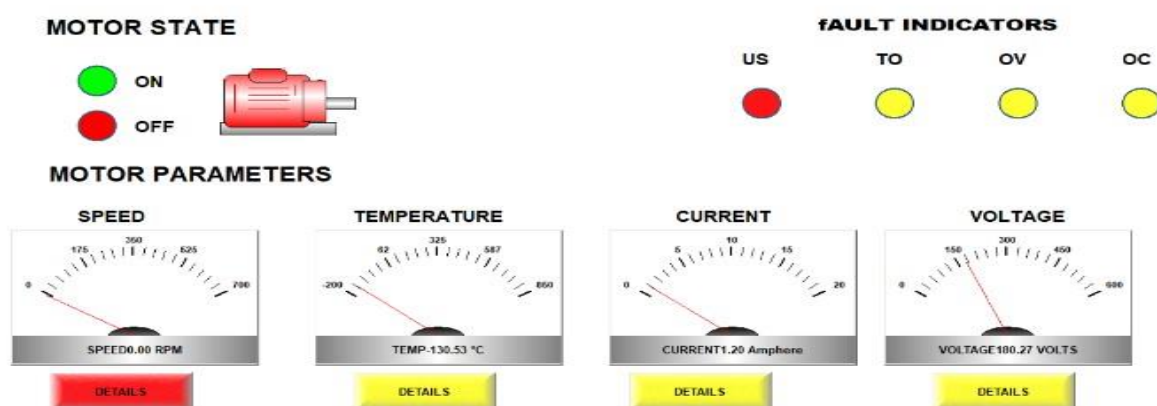 MOTOR STATE
fAULT INDICATORS
US TO OV OC
ON
OFF
MOTOR PARAMETERS
SPEED TEMPERATURE CURRENT VOLTAGE
0 175 350 525 700
-200 62 325 587 850
0 5 10 15 20
0 150 300 450 600
SPEED0.00 RPM
TEMP-130.53 °C
CURRENT1.20 Amphere
VOLTAGE180.27 VOLTS
DETAILS DETAILS DETAILS DETAILS